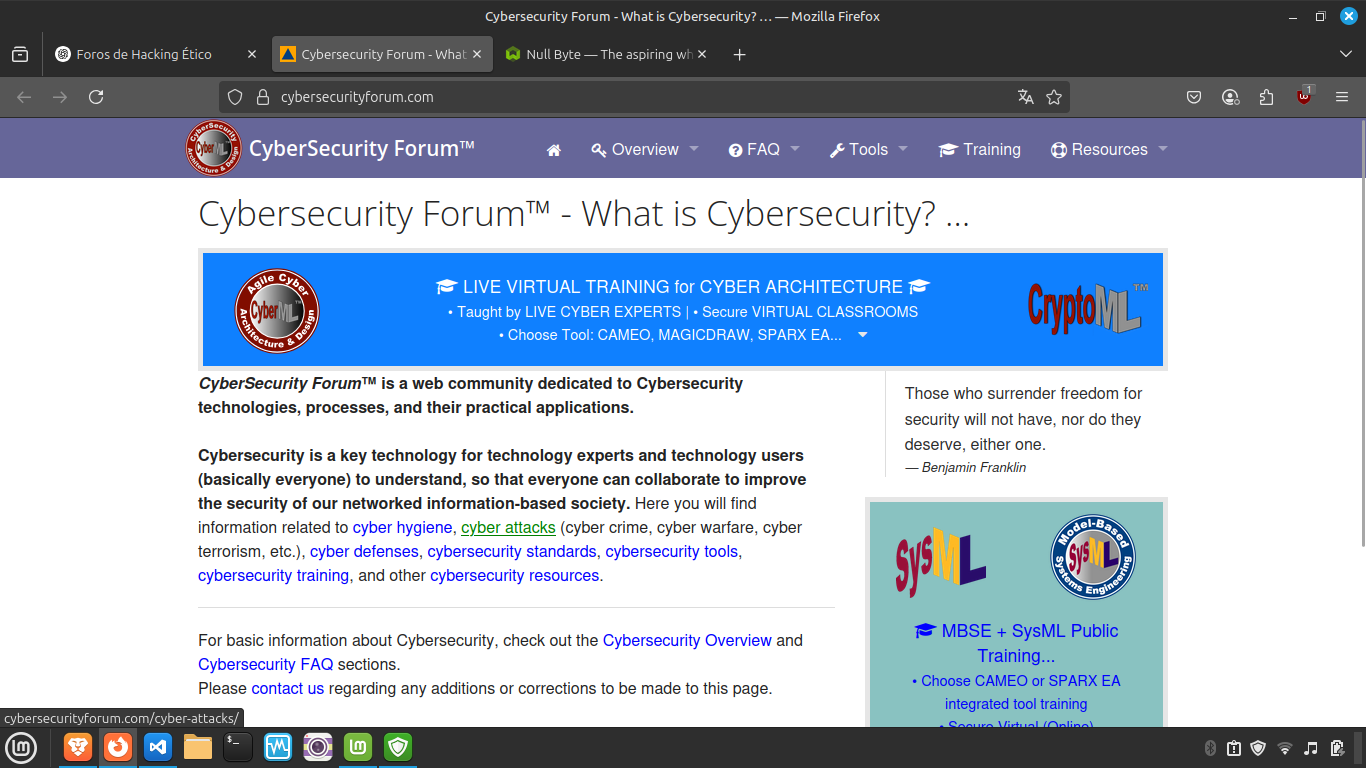 Cybersecurity Forum - What is Cybersecurity? … — Mozilla Firefox
Foros de Hacking Ético
Cybersecurity Forum - What
Null Byte — The aspiring wh
cybersecurityforum.com
1
CyberSecurity
CyberML
Architecture & Design
CyberSecurity Forum™
Overview
FAQ
Tools
Training
Resources
Cybersecurity Forum™ - What is Cybersecurity? ...
Agile Cyber
CyberML™
Architecture & Design
LIVE VIRTUAL TRAINING for CYBER ARCHITECTURE
• Taught by LIVE CYBER EXPERTS | • Secure VIRTUAL CLASSROOMS
• Choose Tool: CAMEO, MAGICDRAW, SPARX EA...
CryptoML™
CyberSecurity Forum™ is a web community dedicated to Cybersecurity
technologies, processes, and their practical applications.
Cybersecurity is a key technology for technology experts and technology users
(basically everyone) to understand, so that everyone can collaborate to improve
the security of our networked information-based society. Here you will find
information related to cyber hygiene, cyber attacks (cyber crime, cyber warfare, cyber
terrorism, etc.), cyber defenses, cybersecurity standards, cybersecurity tools,
cybersecurity training, and other cybersecurity resources.
For basic information about Cybersecurity, check out the Cybersecurity Overview and
Cybersecurity FAQ sections.
Please contact us regarding any additions or corrections to be made to this page.
Those who surrender freedom for
security will not have, nor do they
deserve, either one.
— Benjamin Franklin
SysML
Model-Based
SysML
Systems Engineering
MBSE + SysML Public
Training...
• Choose CAMEO or SPARX EA
integrated tool training
• Secure Virtual (Online)
cybersecurityforum.com/cyber-attacks/
$_